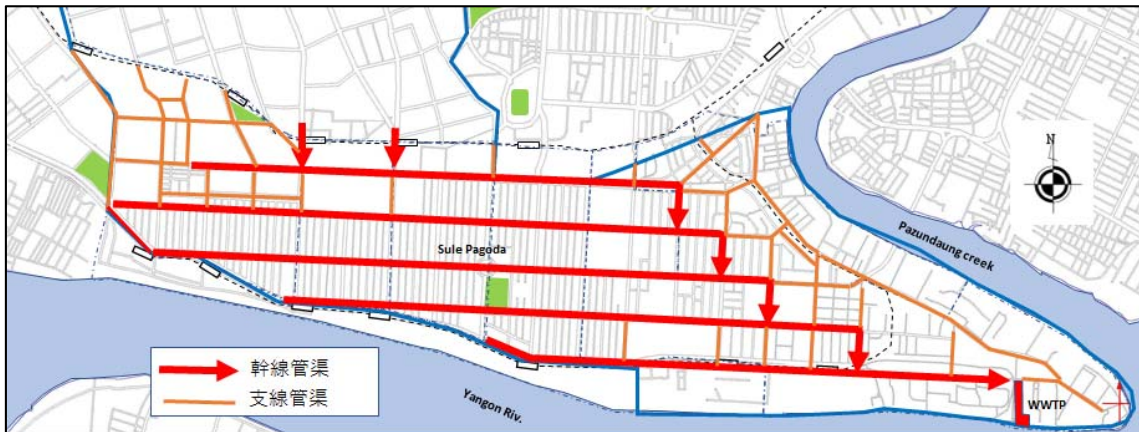 N
Pazundaung creek
Sule Pagoda
幹線管渠
支線管渠
Yangon Riv.
WWTP